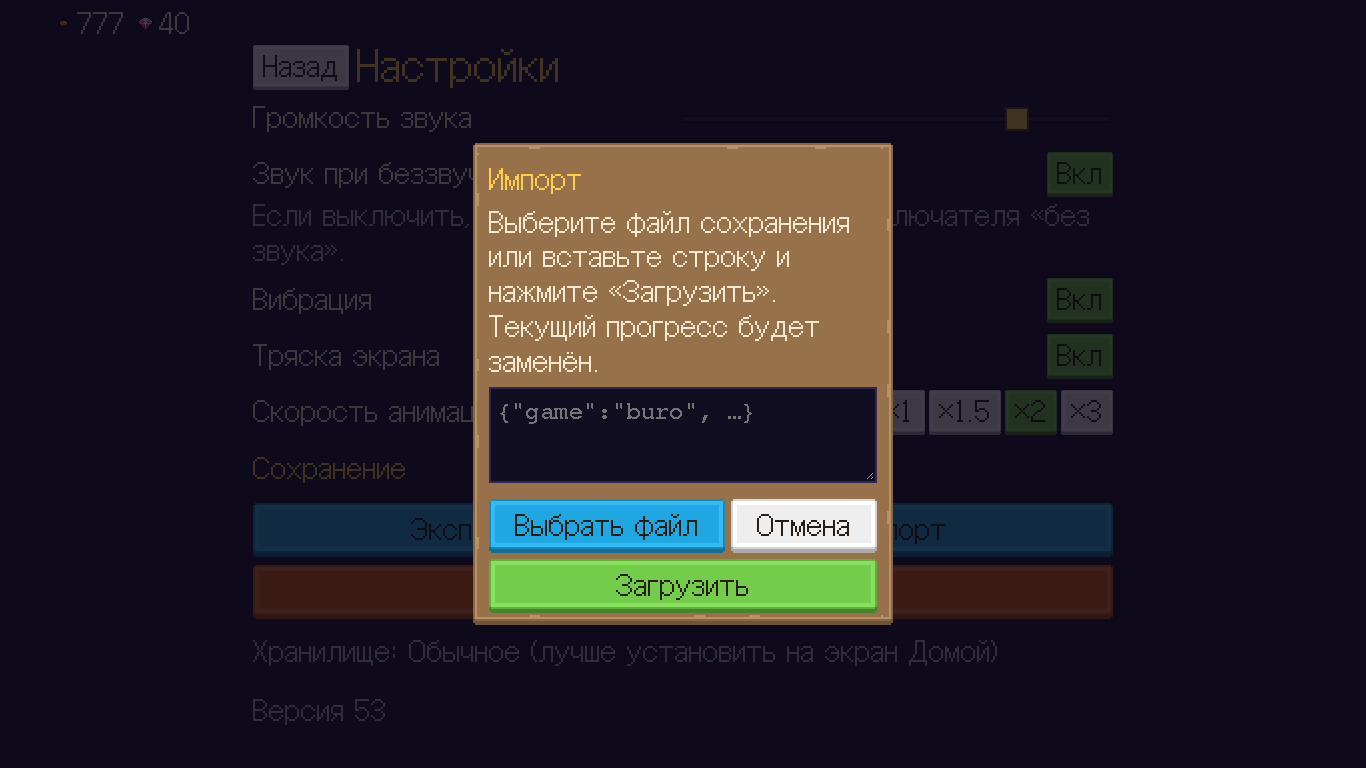 777 40
Назад Настройки
Громкость звука
Звук при беззвуч Вкл
Если выключить, лючателя «без
звука».
Вибрация Вкл
Тряска экрана Вкл
Скорость анимац ×1 ×1.5 ×2 ×3
Сохранение
Эксп порт
Хранилище: Обычное (лучше установить на экран Домой)
Версия 53
Импорт
Выберите файл сохранения
или вставьте строку и
нажмите «Загрузить».
Текущий прогресс будет
заменён.
{"game":"buro", …}
Выбрать файл Отмена
Загрузить